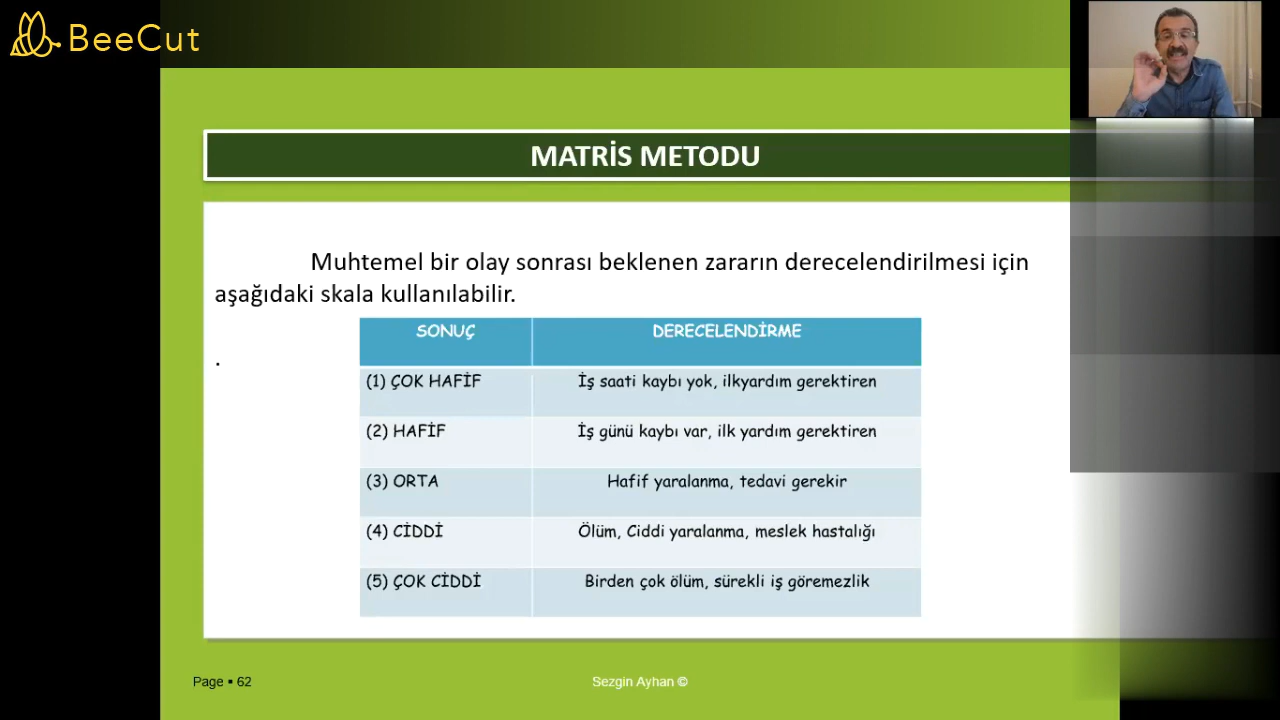 BeeCut
MATRİS METODU
Muhtemel bir olay sonrası beklenen zararın derecelendirilmesi için
aşağıdaki skala kullanılabilir.
.
SONUÇ DERECELENDİRME
(1) ÇOK HAFİF İş saati kaybı yok, ilkyardım gerektiren
(2) HAFİF İş günü kaybı var, ilk yardım gerektiren
(3) ORTA Hafif yaralanma, tedavi gerekir
(4) CİDDİ Ölüm, Ciddi yaralanma, meslek hastalığı
(5) ÇOK CİDDİ Birden çok ölüm, sürekli iş göremezlik
Page ▪ 62 Sezgin Ayhan ©